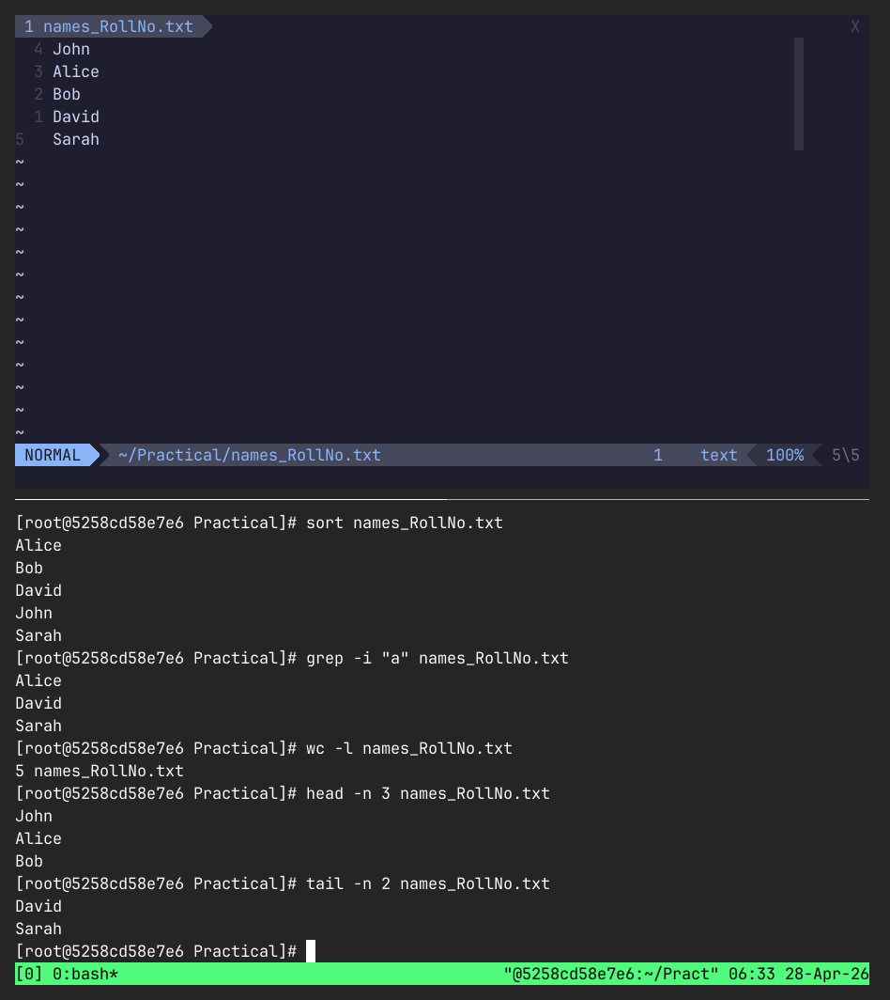 1 names_RollNo.txt X
4 John
3 Alice
2 Bob
1 David
5 Sarah
~
~
~
~
~
~
~
~
~
~
~
~
~
NORMAL ~/Practical/names_RollNo.txt 1 text 100% 5\5
[root@5258cd58e7e6 Practical]# sort names_RollNo.txt
Alice
Bob
David
John
Sarah
[root@5258cd58e7e6 Practical]# grep -i "a" names_RollNo.txt
Alice
David
Sarah
[root@5258cd58e7e6 Practical]# wc -l names_RollNo.txt
5 names_RollNo.txt
[root@5258cd58e7e6 Practical]# head -n 3 names_RollNo.txt
John
Alice
Bob
[root@5258cd58e7e6 Practical]# tail -n 2 names_RollNo.txt
David
Sarah
[root@5258cd58e7e6 Practical]#
[0] 0:bash* "@5258cd58e7e6:~/Pract" 06:33 28-Apr-26